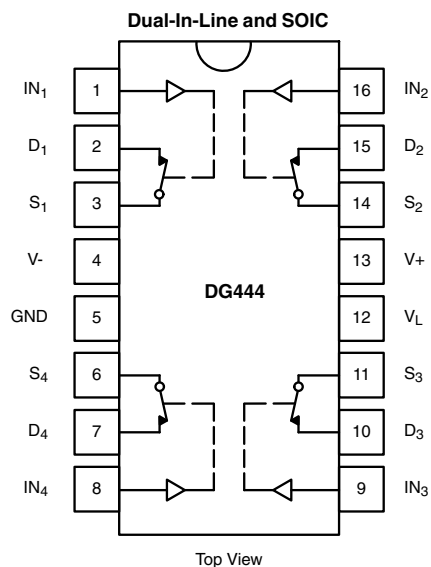 Dual-In-Line and SOIC
IN1 1 16 IN2
D1 2 15 D2
S1 3 14 S2
V- 4 13 V+
DG444
GND 5 12 VL
S4 6 11 S3
D4 7 10 D3
IN4 8 9 IN3
Top View